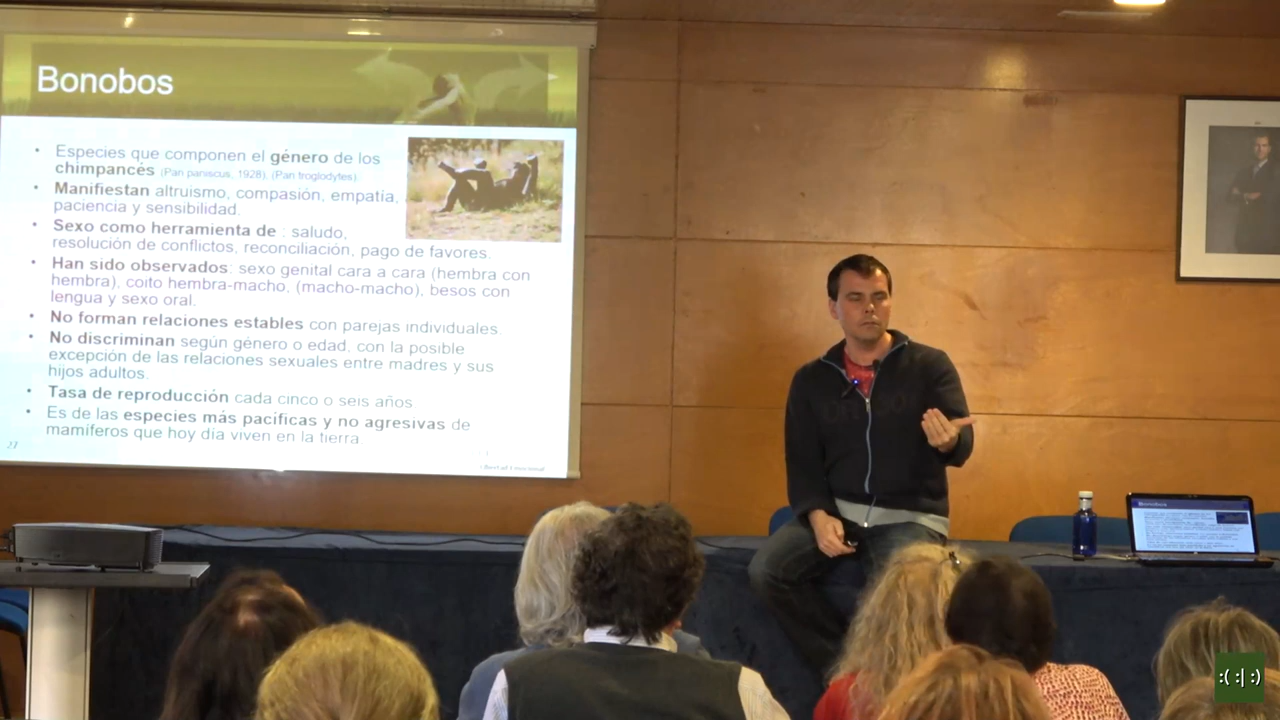 Bonobos
• Especies que componen el género de los
chimpancés (Pan paniscus, 1928), (Pan troglodytes)
• Manifiestan altruismo, compasión, empatía,
paciencia y sensibilidad.
• Sexo como herramienta de : saludo,
resolución de conflictos, reconciliación, pago de favores.
• Han sido observados: sexo genital cara a cara (hembra con
hembra), coito hembra-macho, (macho-macho), besos con
lengua y sexo oral.
• No forman relaciones estables con parejas individuales.
• No discriminan según género o edad, con la posible
excepción de las relaciones sexuales entre madres y sus
hijos adultos.
• Tasa de reproducción cada cinco o seis años
• Es de las especies más pacificas y no agresivas de
mamíferos que hoy día viven en la tierra
Libertad Emocional
Bonobos
:( :| :)